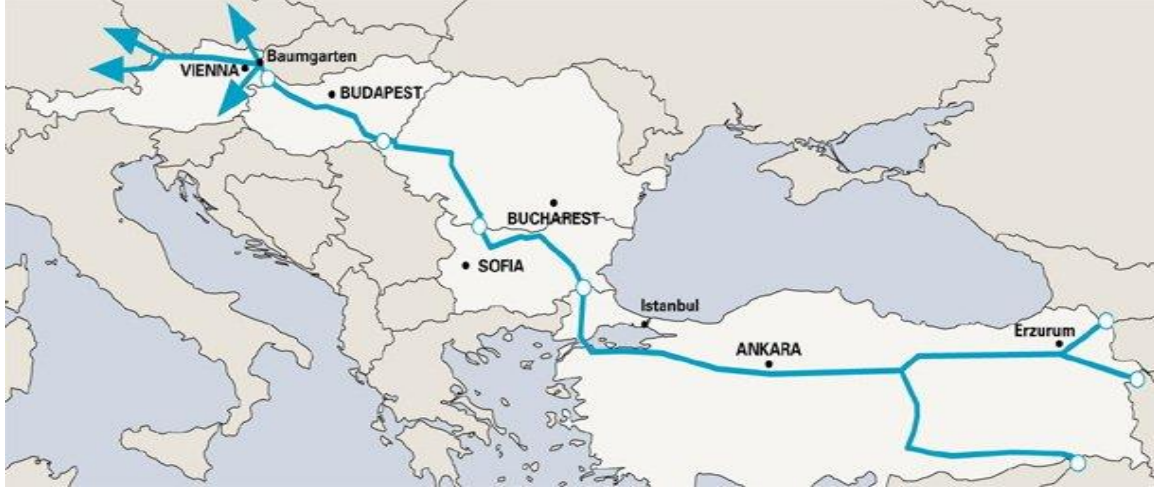 Baumgarten
VIENNA
BUDAPEST
BUCHAREST
SOFIA
Istanbul
Erzurum
ANKARA